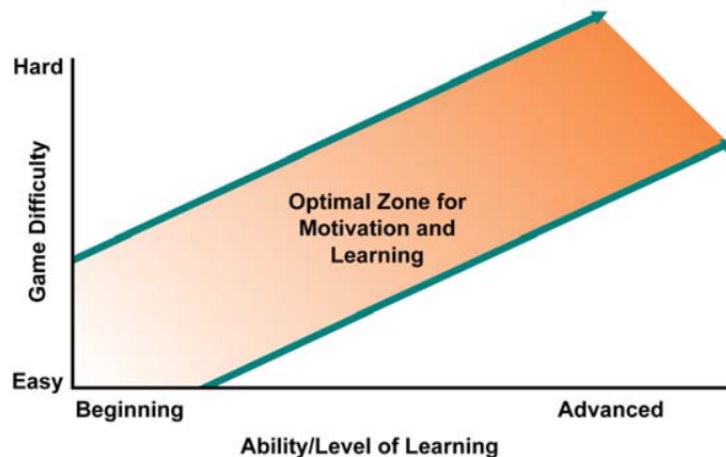 Hard
Game Difficulty
Optimal Zone for
Motivation and
Learning
Easy
Beginning
Advanced
Ability/Level of Learning